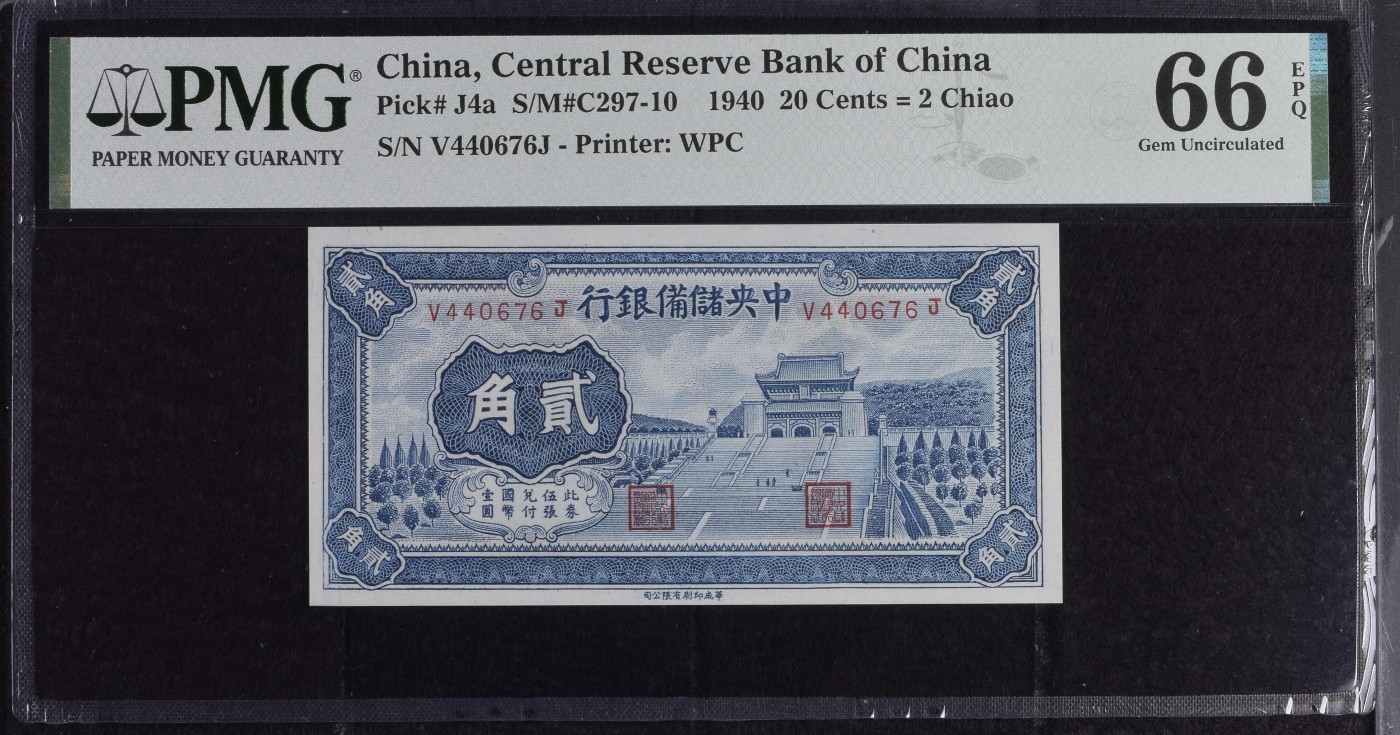 PMG®
PAPER MONEY GUARANTY
China, Central Reserve Bank of China
Pick# J4a S/M#C297-10 1940 20 Cents = 2 Chiao
S/N V440676J - Printer: WPC
66
EPQ
Gem Uncirculated
貳角
貳角
中央儲備銀行
V440676 J
V440676 J
貳角
此券
伍張
兌付
國幣
壹圓
貳角
貳角
華成印刷有限公司